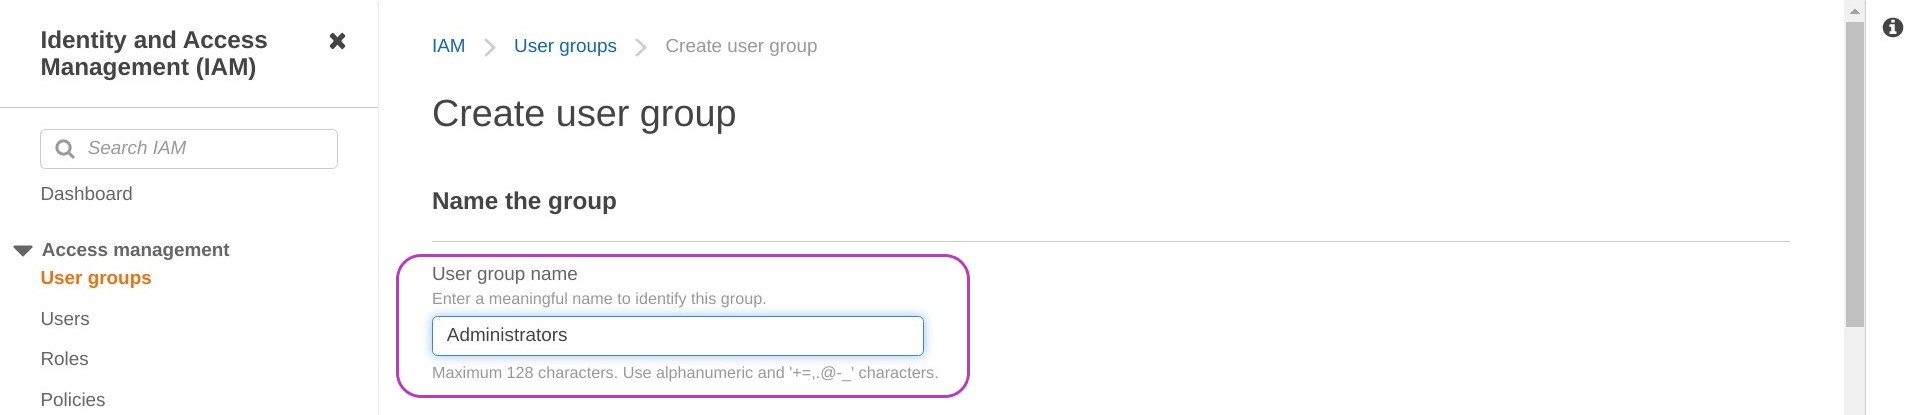 Identity and Access
Management (IAM)
Search IAM
Dashboard
Access management
User groups
Users
Roles
Policies
IAM
User groups
Create user group
Create user group
Name the group
User group name
Enter a meaningful name to identify this group.
Administrators
Maximum 128 characters. Use alphanumeric and '+=,.@-_' characters.